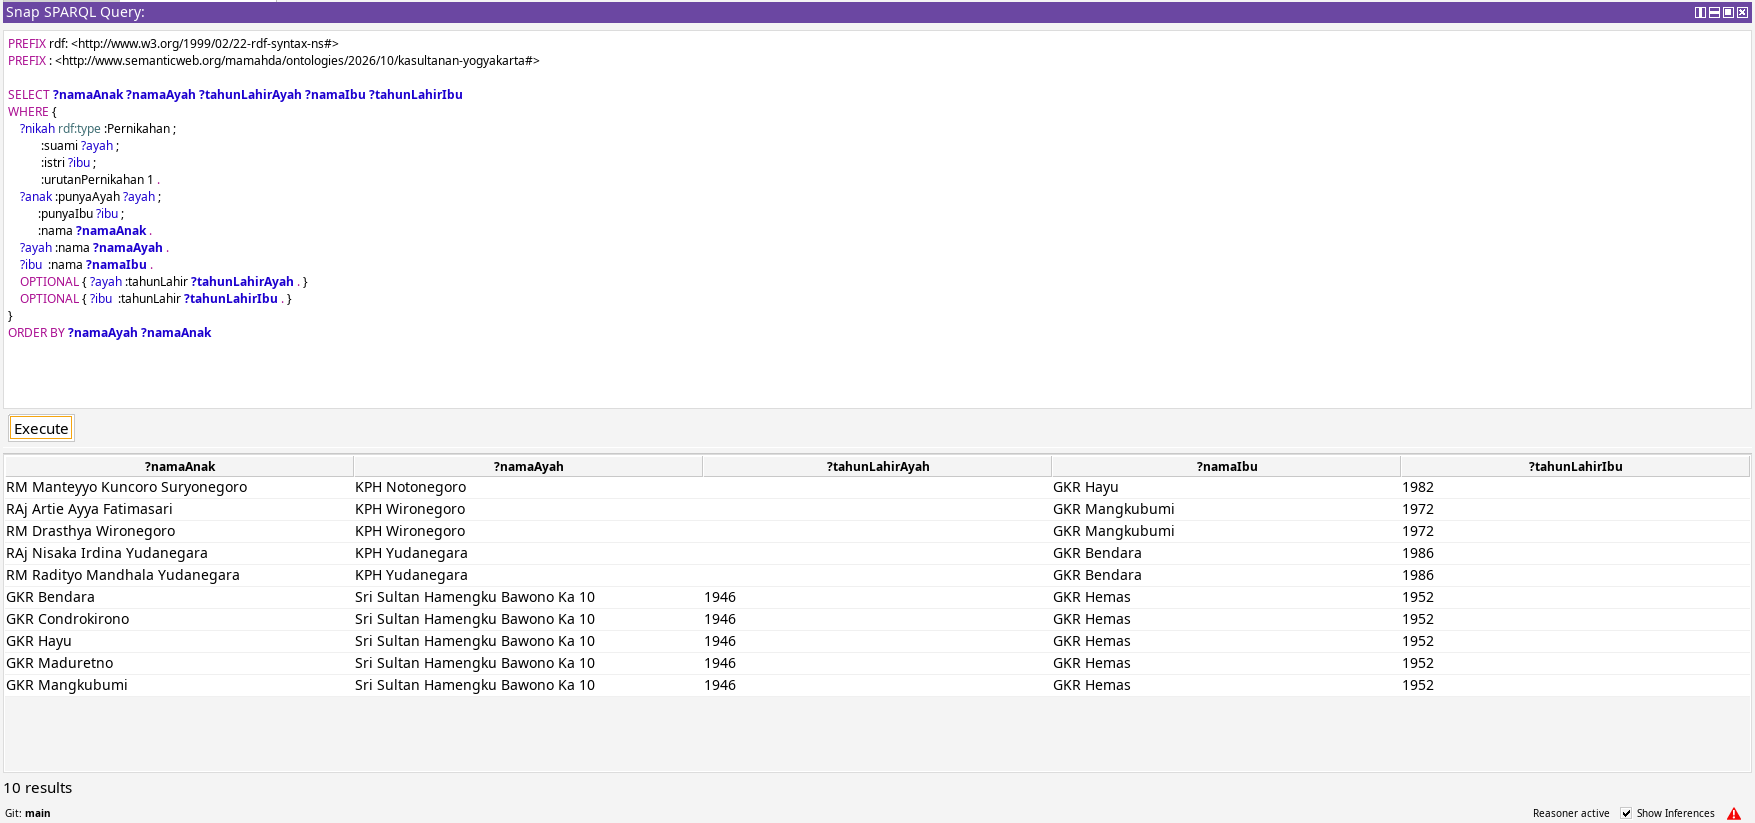 Snap SPARQL Query:
PREFIX rdf: <http://www.w3.org/1999/02/22-rdf-syntax-ns#>
PREFIX : <http://www.semanticweb.org/mamahda/ontologies/2026/10/kasultanan-yogyakarta#>
SELECT ?namaAnak ?namaAyah ?tahunLahirAyah ?namaIbu ?tahunLahirIbu
WHERE {
?nikah rdf:type :Pernikahan ;
:suami ?ayah ;
:istri ?ibu ;
:urutanPernikahan 1 .
?anak :punyaAyah ?ayah ;
:punyaIbu ?ibu ;
:nama ?namaAnak .
?ayah :nama ?namaAyah .
?ibu :nama ?namaIbu .
OPTIONAL { ?ayah :tahunLahir ?tahunLahirAyah . }
OPTIONAL { ?ibu :tahunLahir ?tahunLahirIbu . }
}
ORDER BY ?namaAyah ?namaAnak
Execute
?namaAnak ?namaAyah ?tahunLahirAyah ?namaIbu ?tahunLahirIbu
RM Manteyyo Kuncoro Suryonegoro KPH Notonegoro GKR Hayu 1982
RAj Artie Ayya Fatimasari KPH Wironegoro GKR Mangkubumi 1972
RM Drasthya Wironegoro KPH Wironegoro GKR Mangkubumi 1972
RAj Nisaka Irdina Yudanegara KPH Yudanegara GKR Bendara 1986
RM Radityo Mandhala Yudanegara KPH Yudanegara GKR Bendara 1986
GKR Bendara Sri Sultan Hamengku Bawono Ka 10 1946 GKR Hemas 1952
GKR Condrokirono Sri Sultan Hamengku Bawono Ka 10 1946 GKR Hemas 1952
GKR Hayu Sri Sultan Hamengku Bawono Ka 10 1946 GKR Hemas 1952
GKR Maduretno Sri Sultan Hamengku Bawono Ka 10 1946 GKR Hemas 1952
GKR Mangkubumi Sri Sultan Hamengku Bawono Ka 10 1946 GKR Hemas 1952
10 results
Git: main Reasoner active Show Inferences